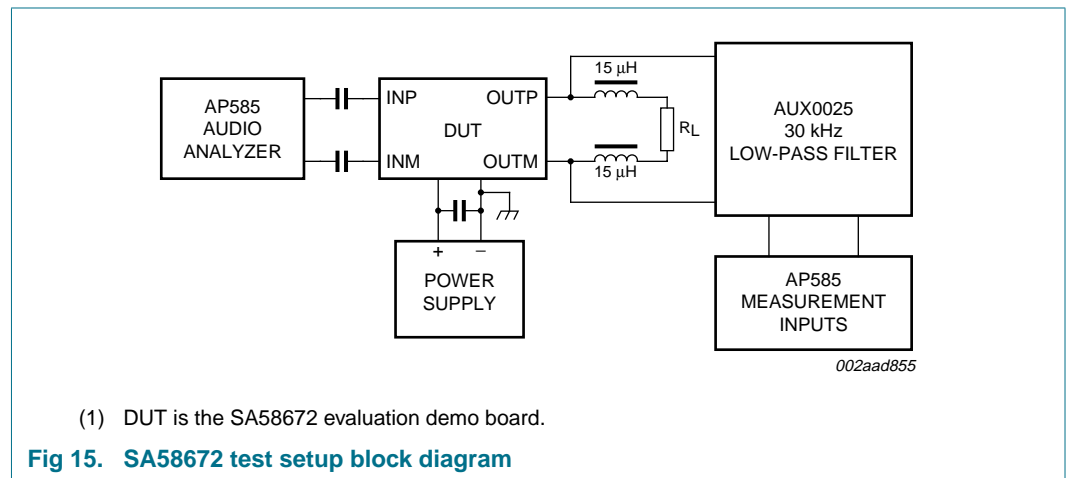 AP585
AUDIO
ANALYZER
INP
INM
DUT
OUTP
OUTM
15 μH
RL
15 μH
AUX0025
30 kHz
LOW-PASS FILTER
+ −
POWER
SUPPLY
AP585
MEASUREMENT
INPUTS
002aad855
(1) DUT is the SA58672 evaluation demo board.
Fig 15. SA58672 test setup block diagram